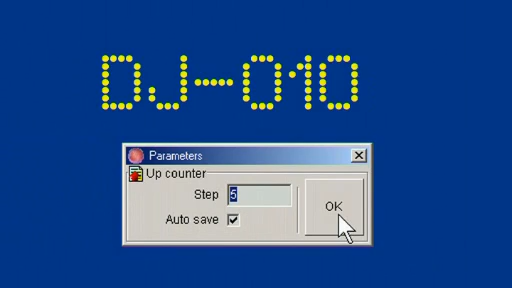 DJ-010
Parameters
Up counter
Step 5
Auto save
OK